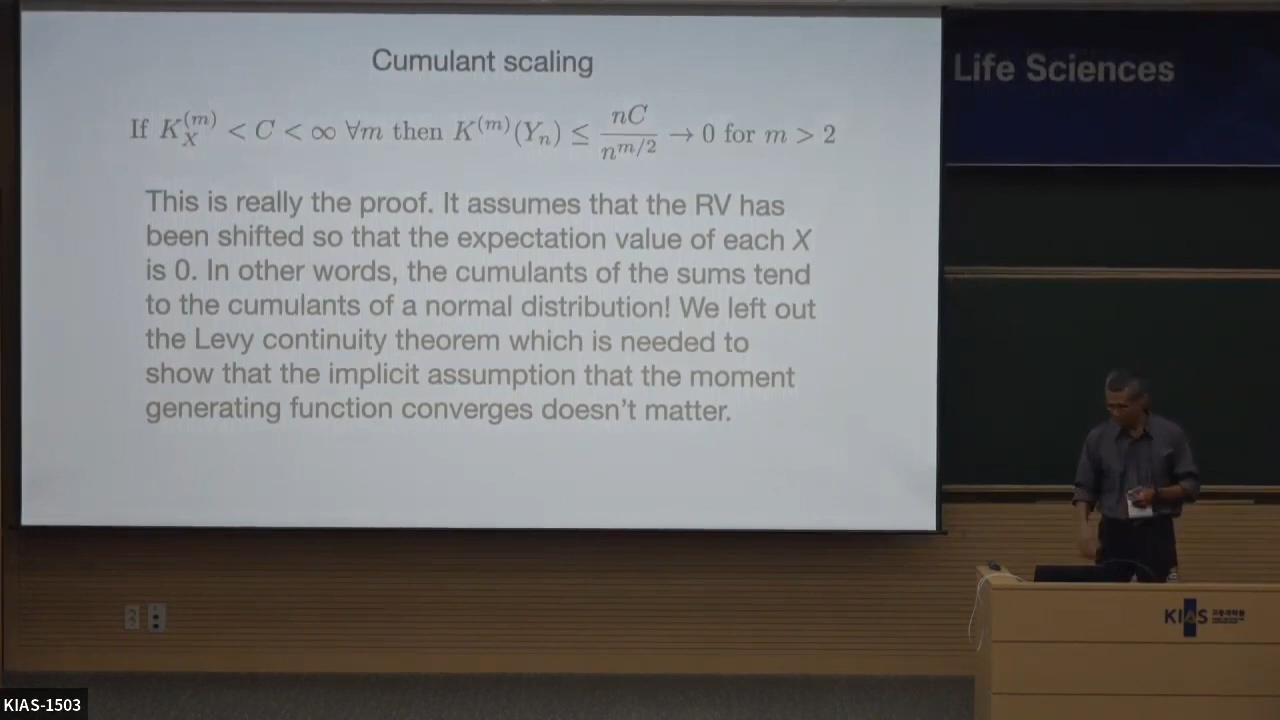 Cumulant scaling
If K_X^{(m)} < C < ∞ ∀m then K^{(m)}(Y_n) ≤ \frac{nC}{n^{m/2}} → 0 for m > 2
This is really the proof. It assumes that the RV has
been shifted so that the expectation value of each X
is 0. In other words, the cumulants of the sums tend
to the cumulants of a normal distribution! We left out
the Levy continuity theorem which is needed to
show that the implicit assumption that the moment
generating function converges doesn't matter.
Life Sciences
KIAS
KIAS-1503